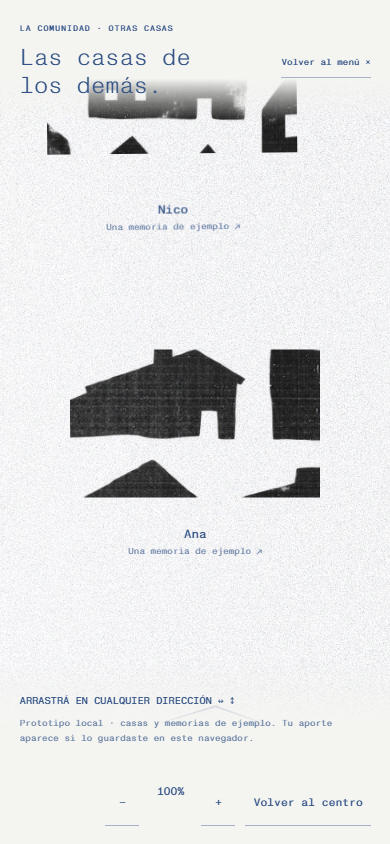 LA COMUNIDAD · OTRAS CASAS
Las casas de
los demás.
Volver al menú ×
Nico
Una memoria de ejemplo ↗
Ana
Una memoria de ejemplo ↗
ARRASTRÁ EN CUALQUIER DIRECCIÓN ↔ ↕
Prototipo local · casas y memorias de ejemplo. Tu aporte
aparece si lo guardaste en este navegador.
− 100% + Volver al centro